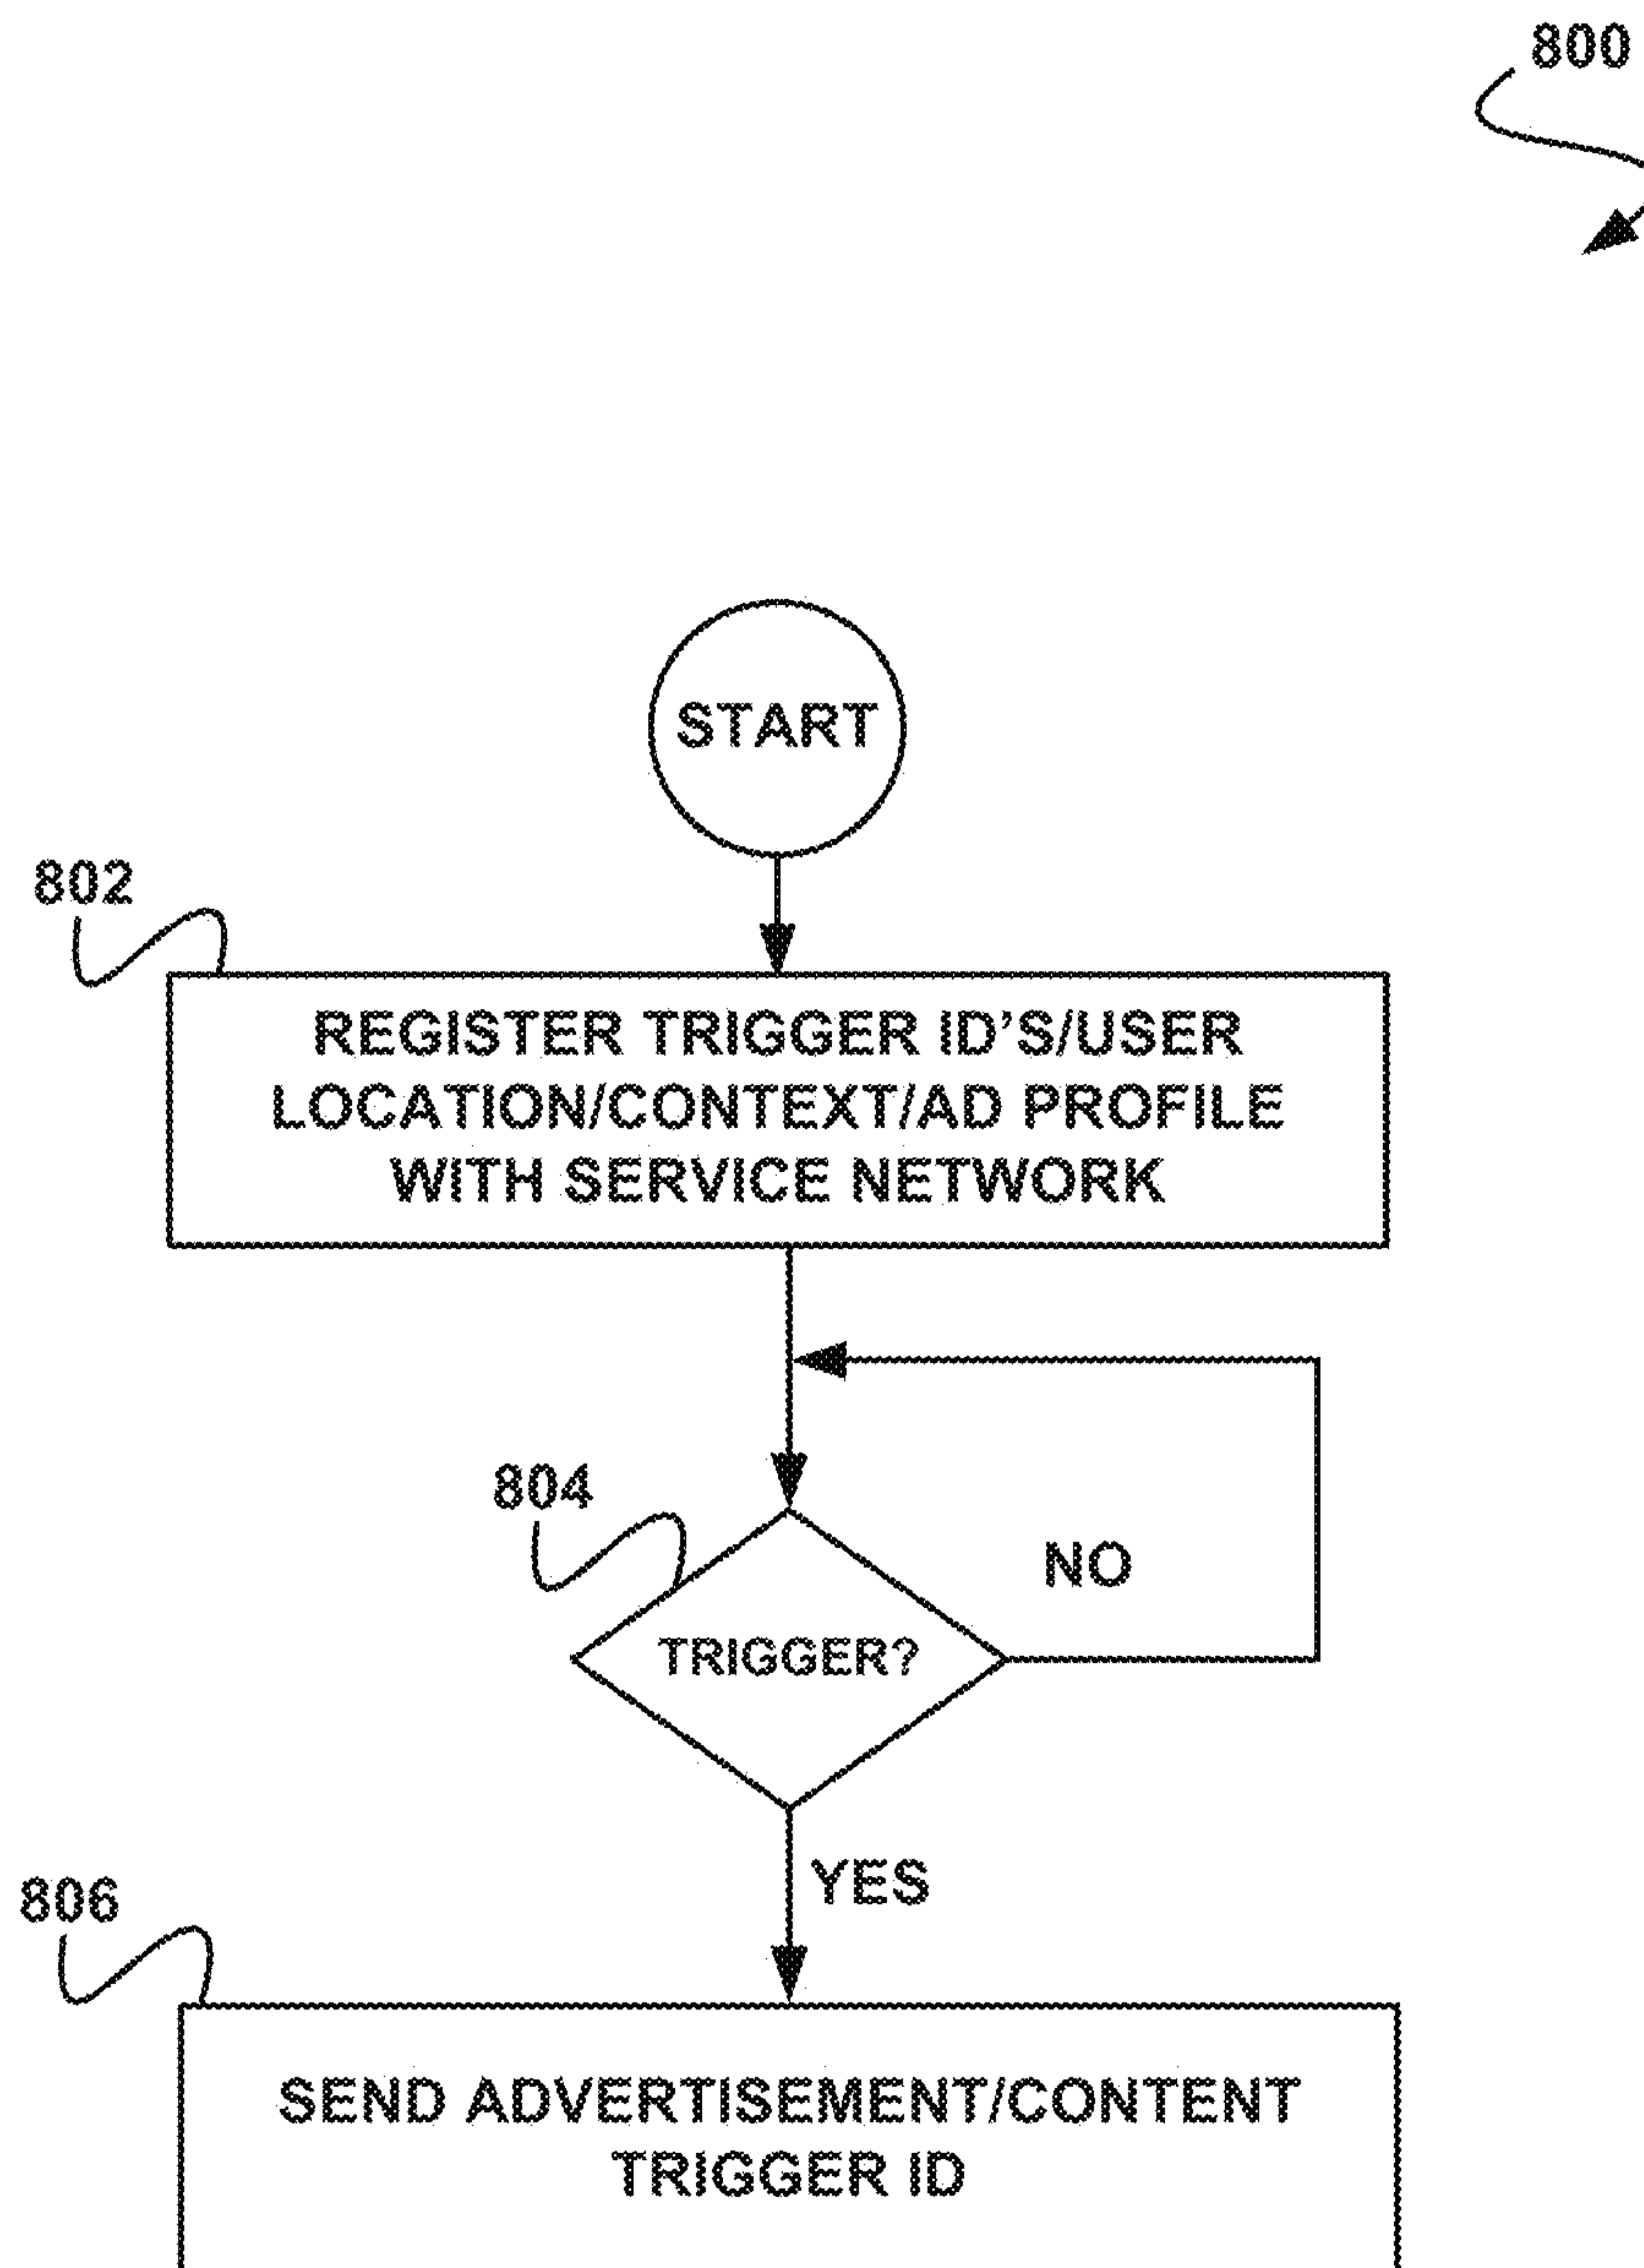 800
START
802
REGISTER TRIGGER ID'S/USER
LOCATION/CONTEXT/AD PROFILE
WITH SERVICE NETWORK
804
NO
TRIGGER?
YES
806
SEND ADVERTISEMENT/CONTENT
TRIGGER ID